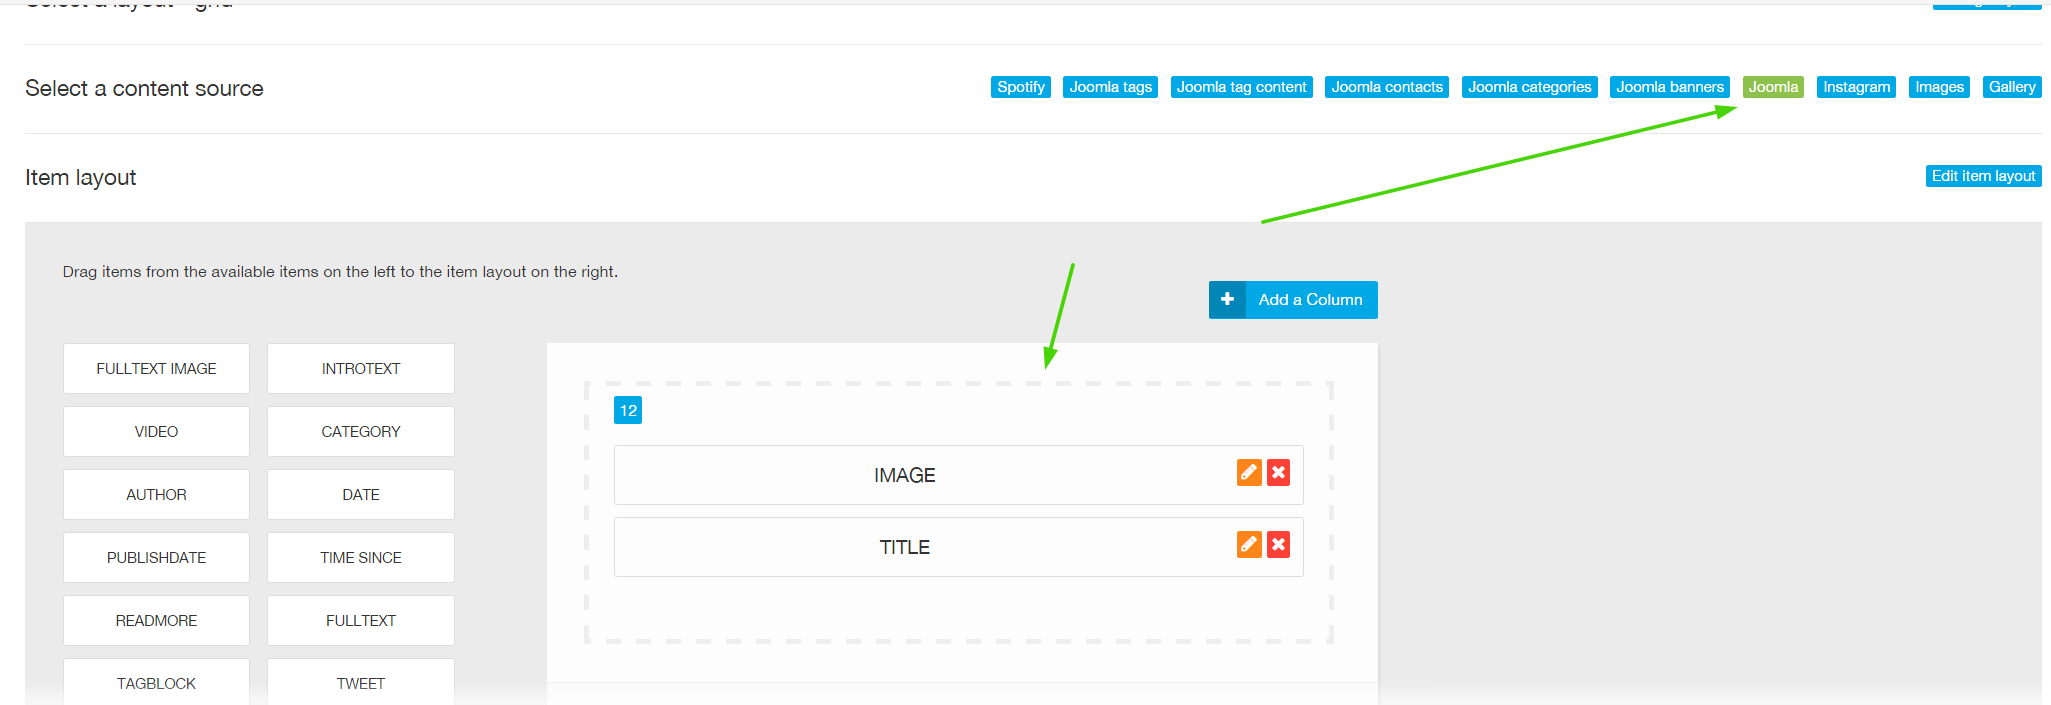 Select a layout - grid
Select a content source
Spotify Joomla tags Joomla tag content Joomla contacts Joomla categories Joomla banners Joomla Instagram Images Gallery
Item layout
Edit item layout
Drag items from the available items on the left to the item layout on the right.
+ Add a Column
FULLTEXT IMAGE INTROTEXT
12
VIDEO CATEGORY
IMAGE
AUTHOR DATE
TITLE
PUBLISHDATE TIME SINCE
READMORE FULLTEXT
TAGBLOCK TWEET